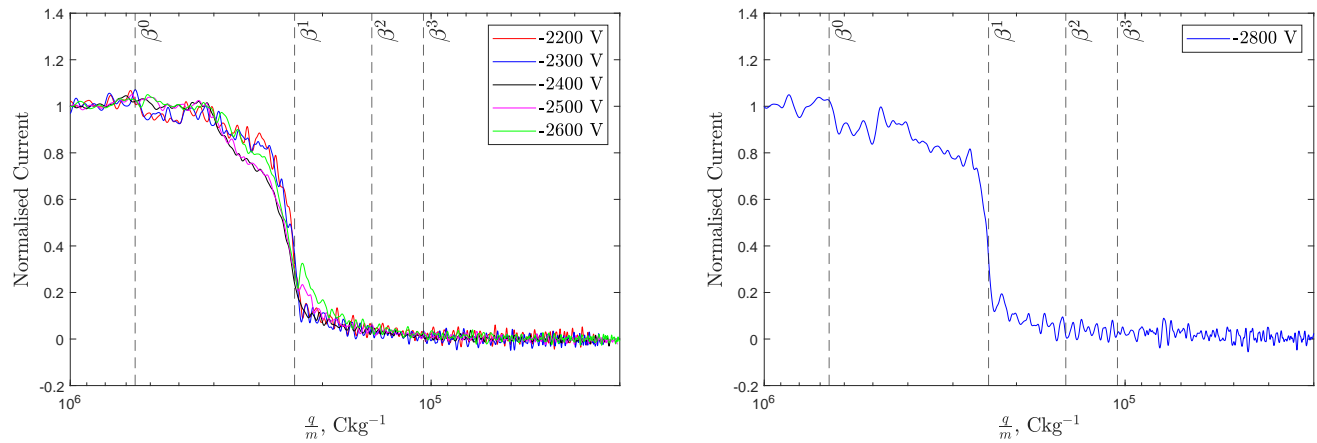 1.4
1.2
1
0.8
0.6
0.4
0.2
0
-0.2
Normalised Current
β⁰
β¹
β²
β³
-2200 V
-2300 V
-2400 V
-2500 V
-2600 V
10⁶
10⁵
q/m, Ckg⁻¹
1.4
1.2
1
0.8
0.6
0.4
0.2
0
-0.2
Normalised Current
β⁰
β¹
β²
β³
-2800 V
10⁶
10⁵
q/m, Ckg⁻¹